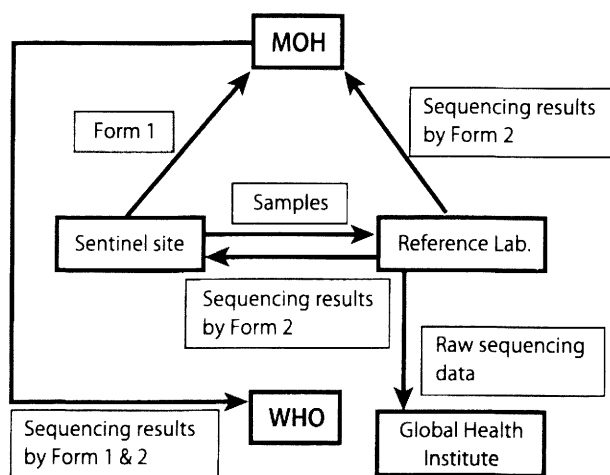 MOH
Form 1
Sequencing results
by Form 2
Samples
Sentinel site
Reference Lab.
Sequencing results
by Form 2
Raw sequencing
data
WHO
Sequencing results
by Form 1 & 2
Global Health
Institute